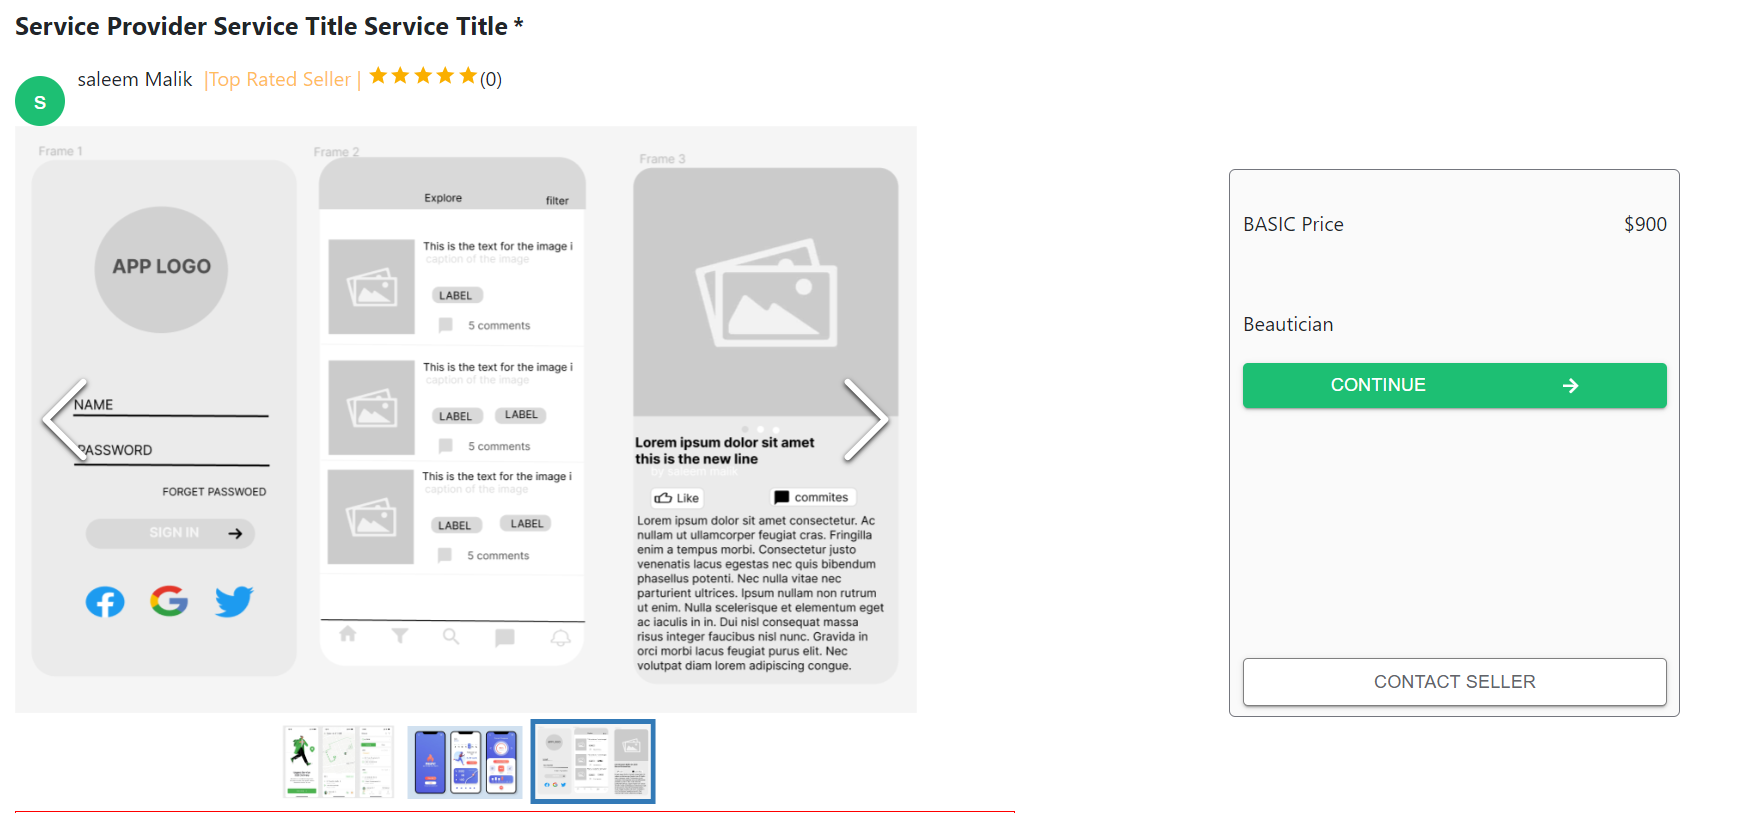 Service Provider Service Title Service Title *
S
saleem Malik |Top Rated Seller | (0)
Frame 1
APP LOGO
NAME
PASSWORD
FORGET PASSWOED
SIGN IN
Frame 2
Explore
filter
This is the text for the image i
caption of the image
LABEL
5 comments
This is the text for the image i
caption of the image
LABEL LABEL
5 comments
This is the text for the image i
caption of the image
LABEL LABEL
5 comments
Frame 3
Lorem ipsum dolor sit amet
this is the new line
by saleem malik
Like
commites
Lorem ipsum dolor sit amet consectetur. Ac
nullam ut ullamcorper feugiat cras. Fringilla
enim a tempus morbi. Consectetur justo
venenatis lacus egestas nec quis bibendum
phasellus potenti. Nec nulla vitae nec
parturient ultrices. Ipsum nullam non rutrum
ut enim. Nulla scelerisque et elementum eget
ac iaculis in in. Dui nisl consequat massa
risus integer faucibus nisl nunc. Gravida in
orci morbi lacus feugiat purus elit. Nec
volutpat diam lorem adipiscing congue.
BASIC Price $900
Beautician
CONTINUE
CONTACT SELLER